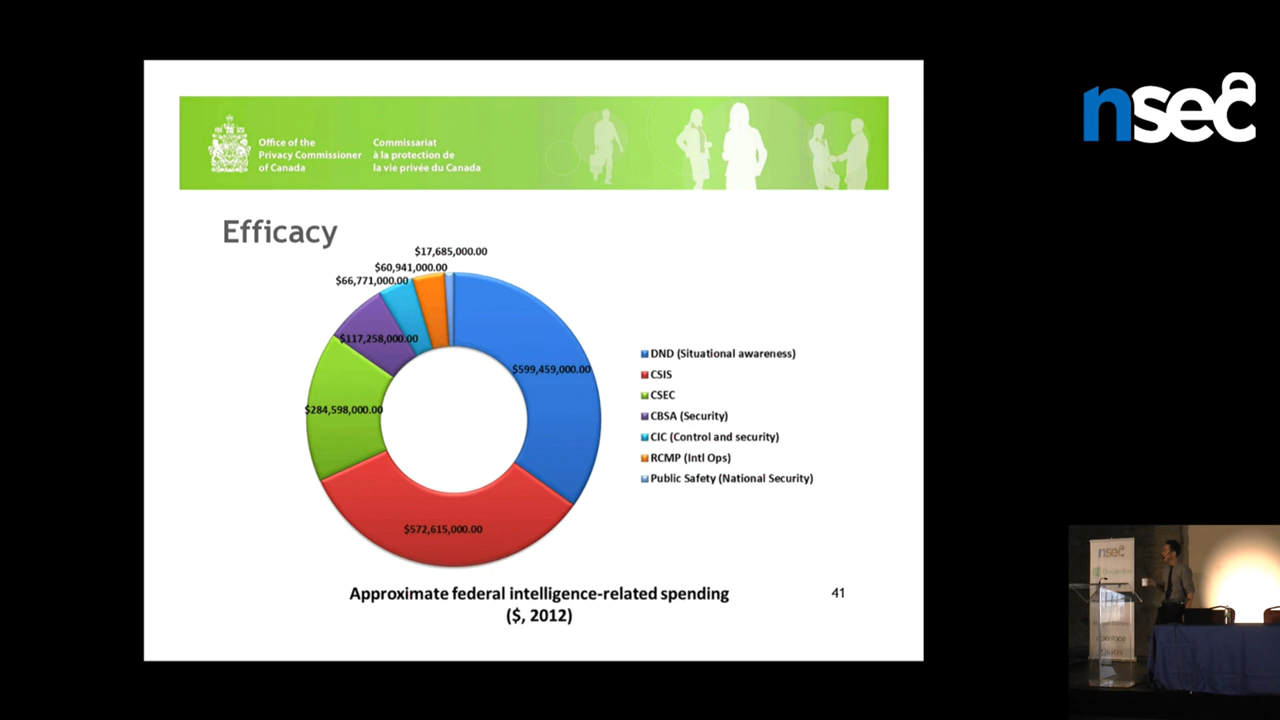 Office of the
Privacy Commissioner
of Canada
Commissariat
à la protection de
la vie privée du Canada
nsec
Efficacy
$17,685,000.00
$60,941,000.00
$66,771,000.00
$117,258,000.00
$599,459,000.00
$284,598,000.00
$572,615,000.00
DND (Situational awareness)
CSIS
CSEC
CBSA (Security)
CIC (Control and security)
RCMP (Intl Ops)
Public Safety (National Security)
Approximate federal intelligence-related spending
($, 2012)
41
nsec